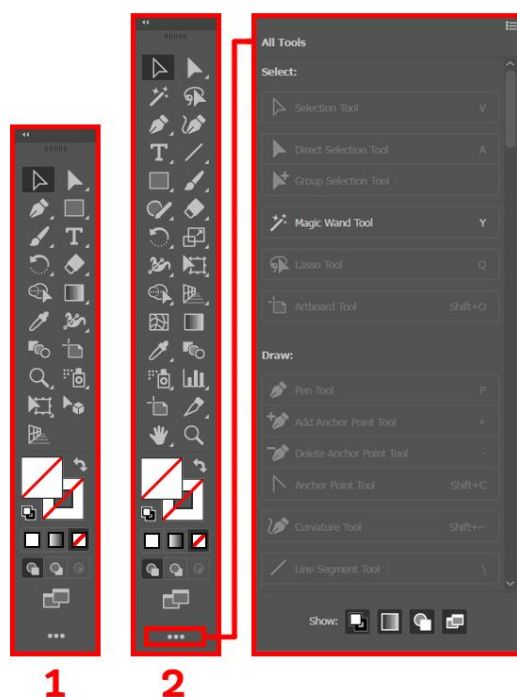 All Tools
Select:
Selection Tool V
Direct Selection Tool A
Group Selection Tool
Magic Wand Tool Y
Lasso Tool Q
Artboard Tool Shift+O
Draw:
Pen Tool P
Add Anchor Point Tool +
Delete Anchor Point Tool -
Anchor Point Tool Shift+C
Curvature Tool Shift+~
Line Segment Tool \
Show:
1
2